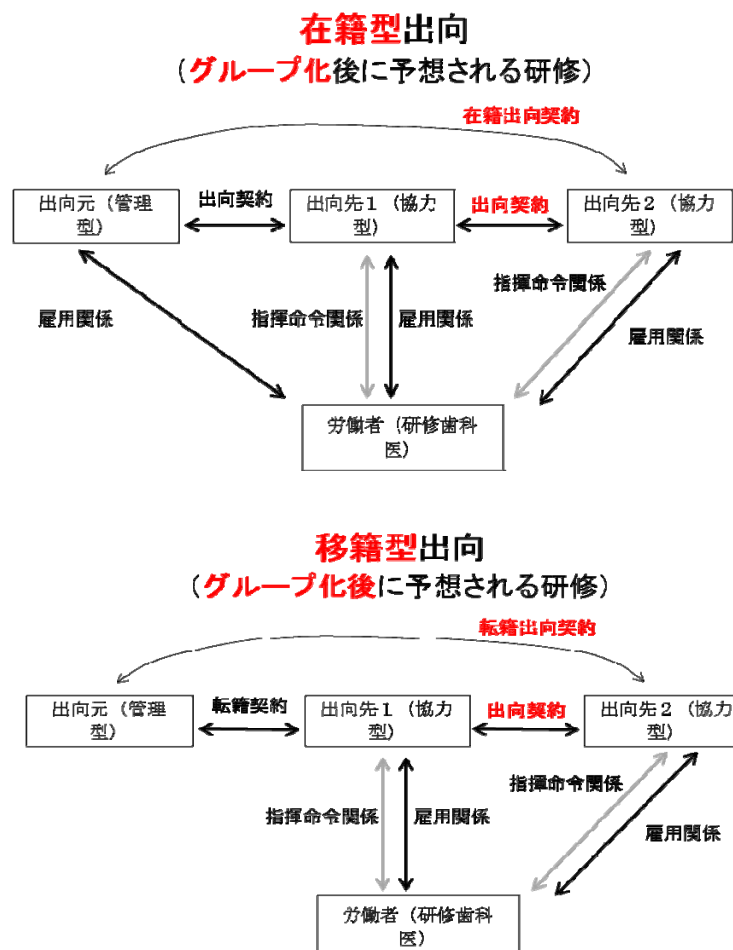 在籍型出向
（グループ化後に予想される研修）
在籍出向契約
出向元（管理
型）
出向契約
出向先１（協力
型）
出向契約
出向先２（協力
型）
雇用関係
指揮命令関係
雇用関係
指揮命令関係
雇用関係
労働者（研修歯科
医）
移籍型出向
（グループ化後に予想される研修）
転籍出向契約
出向元（管理
型）
転籍契約
出向先１（協力
型）
出向契約
出向先２（協力
型）
指揮命令関係
雇用関係
指揮命令関係
雇用関係
労働者（研修歯科
医）